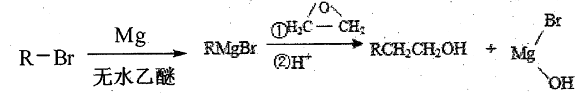 R—Br Mg 无水乙醚 RMgBr ①H₂C—CH₂ O ②H⁺ RCH₂CH₂OH + Mg Br OH